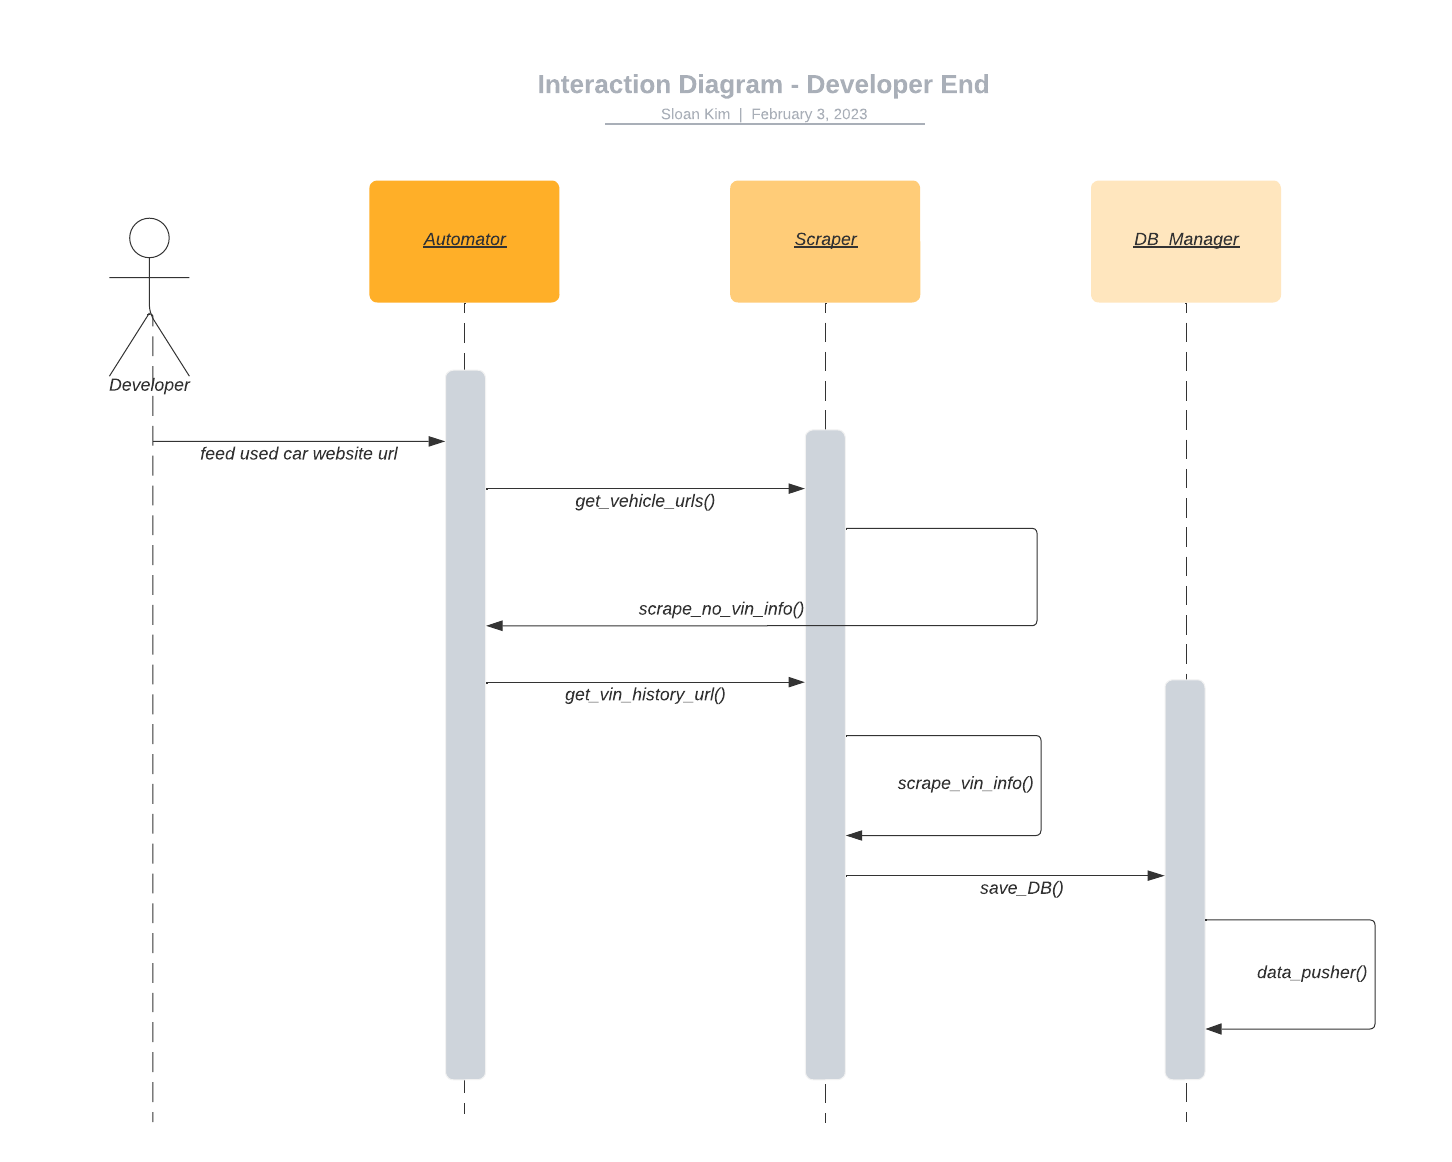 Interaction Diagram - Developer End
Sloan Kim | February 3, 2023
Automator
Scraper
DB_Manager
Developer
feed used car website url
get_vehicle_urls()
scrape_no_vin_info()
get_vin_history_url()
scrape_vin_info()
save_DB()
data_pusher()